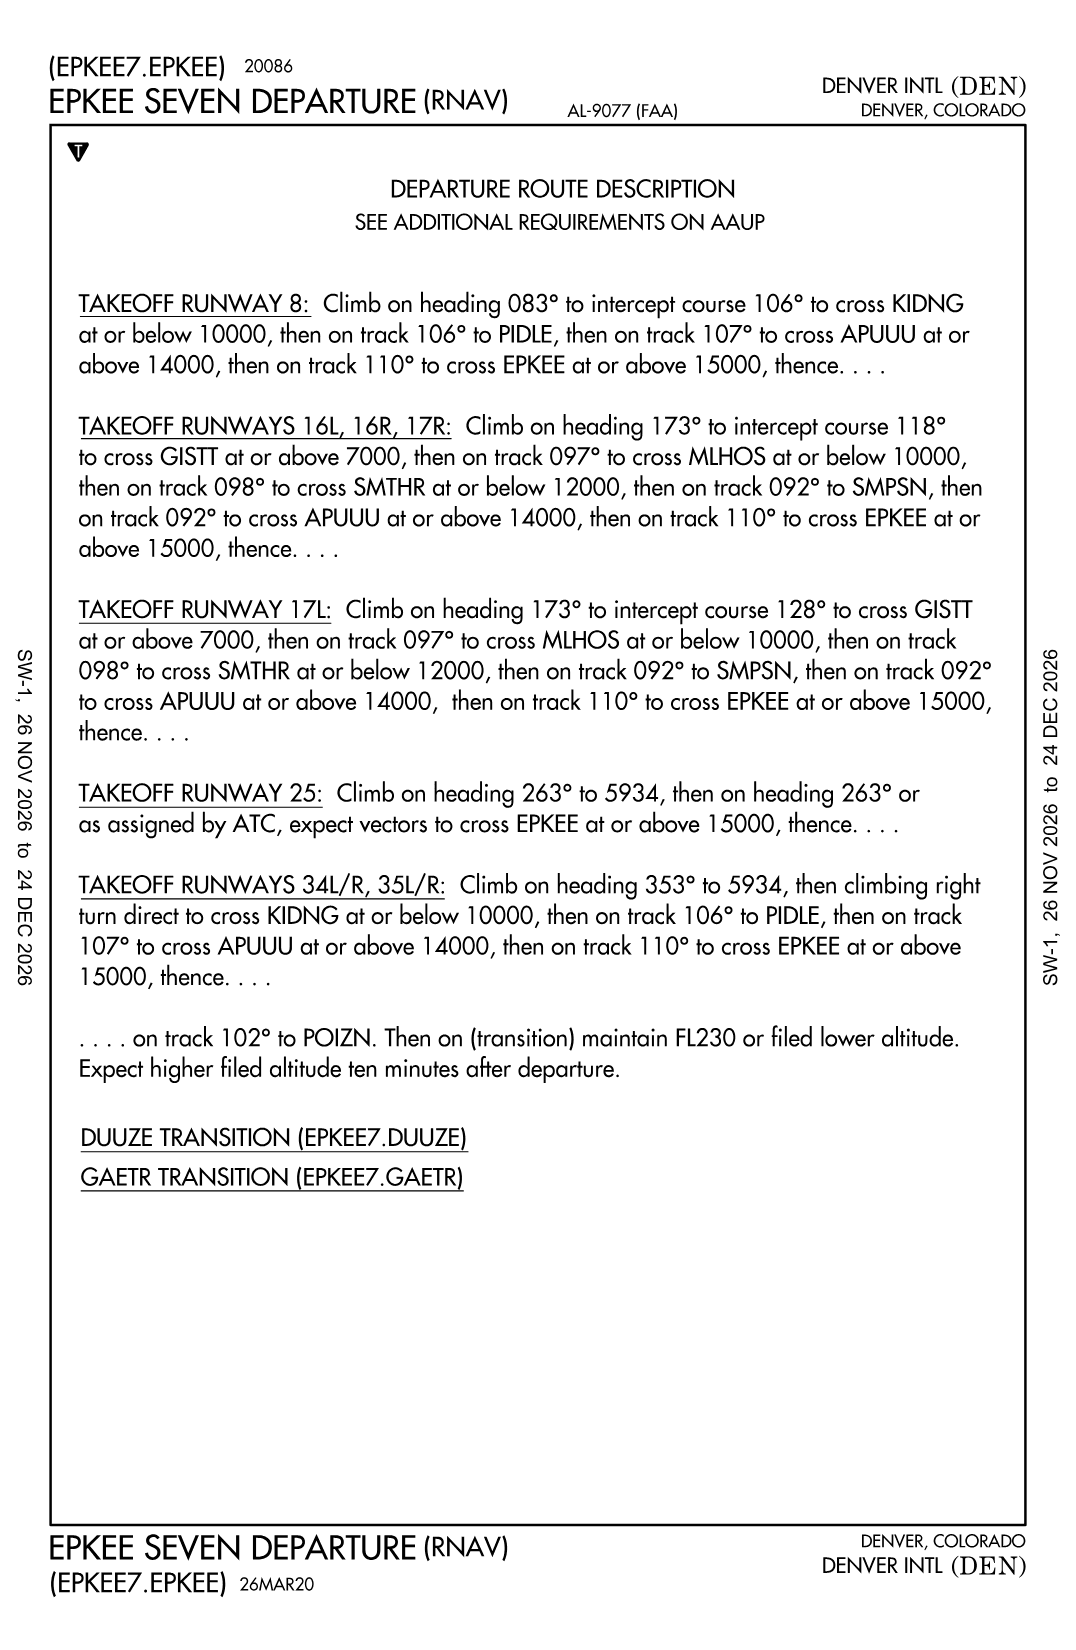 (EPKEE7.EPKEE) 20086
EPKEE SEVEN DEPARTURE (RNAV)
AL-9077 (FAA)
DENVER INTL (DEN)
DENVER, COLORADO
T
DEPARTURE ROUTE DESCRIPTION
SEE ADDITIONAL REQUIREMENTS ON AAUP
TAKEOFF RUNWAY 8: Climb on heading 083° to intercept course 106° to cross KIDNG
at or below 10000, then on track 106° to PIDLE, then on track 107° to cross APUUU at or
above 14000, then on track 110° to cross EPKEE at or above 15000, thence. . . .
TAKEOFF RUNWAYS 16L, 16R, 17R: Climb on heading 173° to intercept course 118°
to cross GISTT at or above 7000, then on track 097° to cross MLHOS at or below 10000,
then on track 098° to cross SMTHR at or below 12000, then on track 092° to SMPSN, then
on track 092° to cross APUUU at or above 14000, then on track 110° to cross EPKEE at or
above 15000, thence. . . .
TAKEOFF RUNWAY 17L: Climb on heading 173° to intercept course 128° to cross GISTT
at or above 7000, then on track 097° to cross MLHOS at or below 10000, then on track
098° to cross SMTHR at or below 12000, then on track 092° to SMPSN, then on track 092°
to cross APUUU at or above 14000, then on track 110° to cross EPKEE at or above 15000,
thence. . . .
TAKEOFF RUNWAY 25: Climb on heading 263° to 5934, then on heading 263° or
as assigned by ATC, expect vectors to cross EPKEE at or above 15000, thence. . . .
TAKEOFF RUNWAYS 34L/R, 35L/R: Climb on heading 353° to 5934, then climbing right
turn direct to cross KIDNG at or below 10000, then on track 106° to PIDLE, then on track
107° to cross APUUU at or above 14000, then on track 110° to cross EPKEE at or above
15000, thence. . . .
. . . . on track 102° to POIZN. Then on (transition) maintain FL230 or filed lower altitude.
Expect higher filed altitude ten minutes after departure.
DUUZE TRANSITION (EPKEE7.DUUZE)
GAETR TRANSITION (EPKEE7.GAETR)
SW-1, 26 NOV 2026 to 24 DEC 2026
SW-1, 26 NOV 2026 to 24 DEC 2026
EPKEE SEVEN DEPARTURE (RNAV)
(EPKEE7.EPKEE) 26MAR20
DENVER, COLORADO
DENVER INTL (DEN)